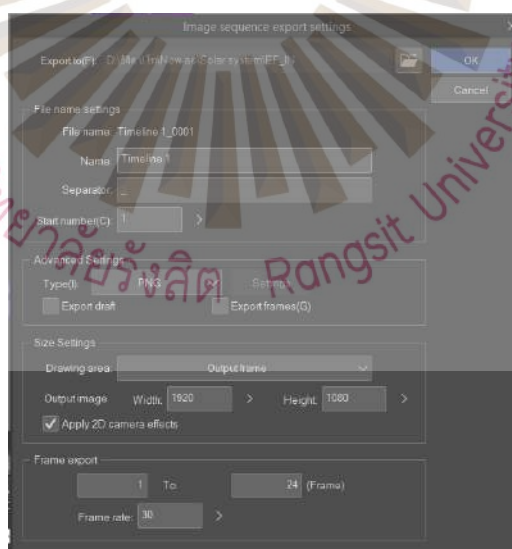 Image sequence export settings
Export to(F): OK
Cancel
File name settings
File name: Timeline 1_0001
Name: Timeline 1
Separator: _
Start number(C): 1 >
Advanced Settings
Type(I): PNG Settings
Export draft Export frames(G)
Size Settings
Drawing area: Output frame
Output image Width: 1920 > Height: 1080 >
Apply 2D camera effects
Frame export
1 To: 24 (Frame)
Frame rate: 30 >
Rangsit